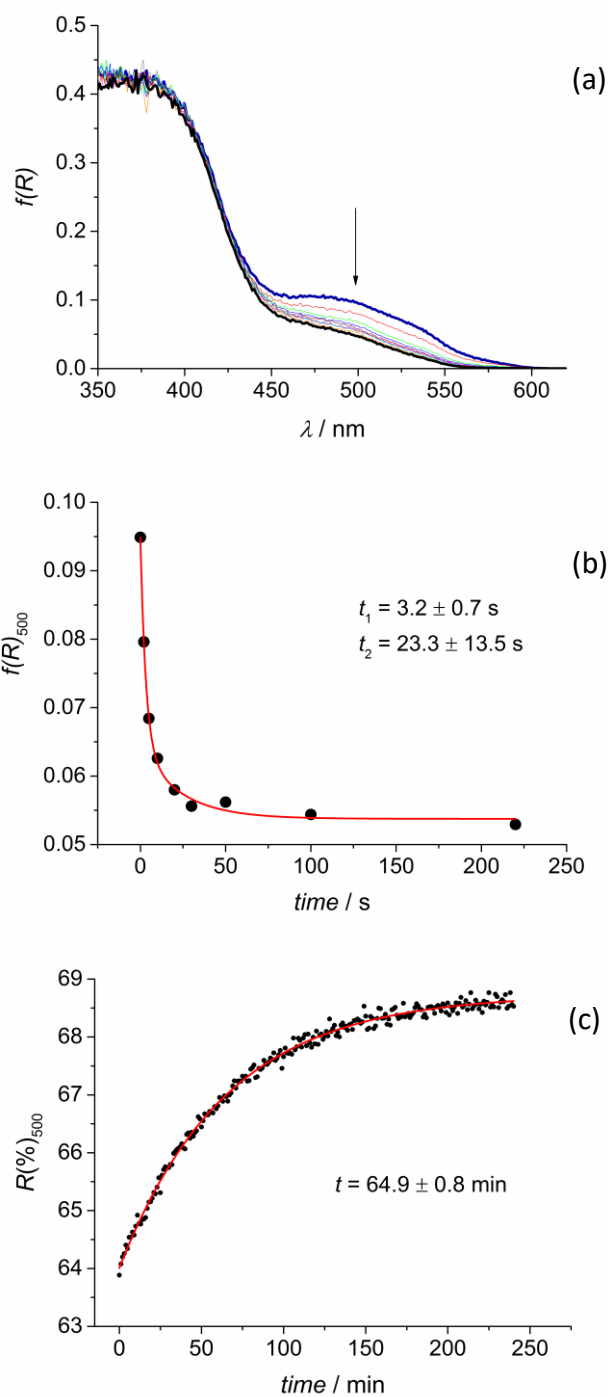 0.5
0.4
0.3
0.2
0.1
0.0
f(R)
(a)
350 400 450 500 550 600
λ / nm
0.10
0.09
0.08
0.07
0.06
0.05
f(R)500
(b)
t1 = 3.2 ± 0.7 s
t2 = 23.3 ± 13.5 s
0 50 100 150 200 250
time / s
69
68
67
66
65
64
63
R(%)500
(c)
t = 64.9 ± 0.8 min
0 50 100 150 200 250
time / min